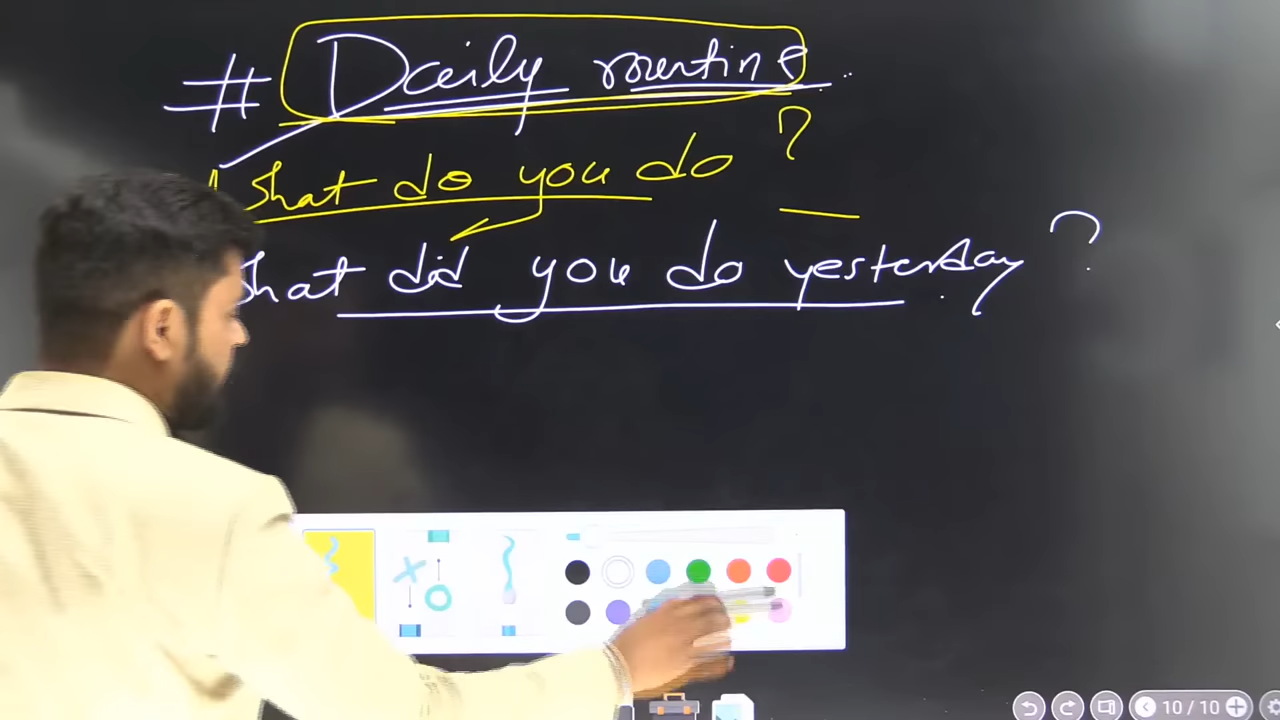 # Daily routine
What do you do ?
What did you do yesterday ?
10 / 10